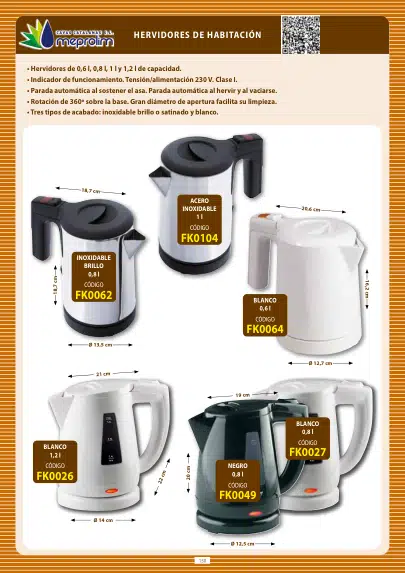 CUPER CATALANAS S.L.
meprolim
HERVIDORES DE HABITACIÓN
• Hervidores de 0,6 l, 0,8 l, 1 l y 1,2 l de capacidad.
• Indicador de funcionamiento. Tensión/alimentación 230 V. Clase I.
• Parada automática al sostener el asa. Parada automática al hervir y al vaciarse.
• Rotación de 360º sobre la base. Gran diámetro de apertura facilita su limpieza.
• Tres tipos de acabado: inoxidable brillo o satinado y blanco.
18,7 cm
INOXIDABLE
BRILLO
0,8 l
CÓDIGO
FK0062
18,7 cm
Ø 13,5 cm
ACERO
INOXIDABLE
1 l
CÓDIGO
FK0104
20,6 cm
BLANCO
0,6 l
CÓDIGO
FK0064
16,2 cm
Ø 12,7 cm
21 cm
BLANCO
1,2 l
CÓDIGO
FK0026
22 cm
Ø 14 cm
19 cm
NEGRO
0,8 l
CÓDIGO
FK0049
20 cm
Ø 12,5 cm
BLANCO
0,8 l
CÓDIGO
FK0027